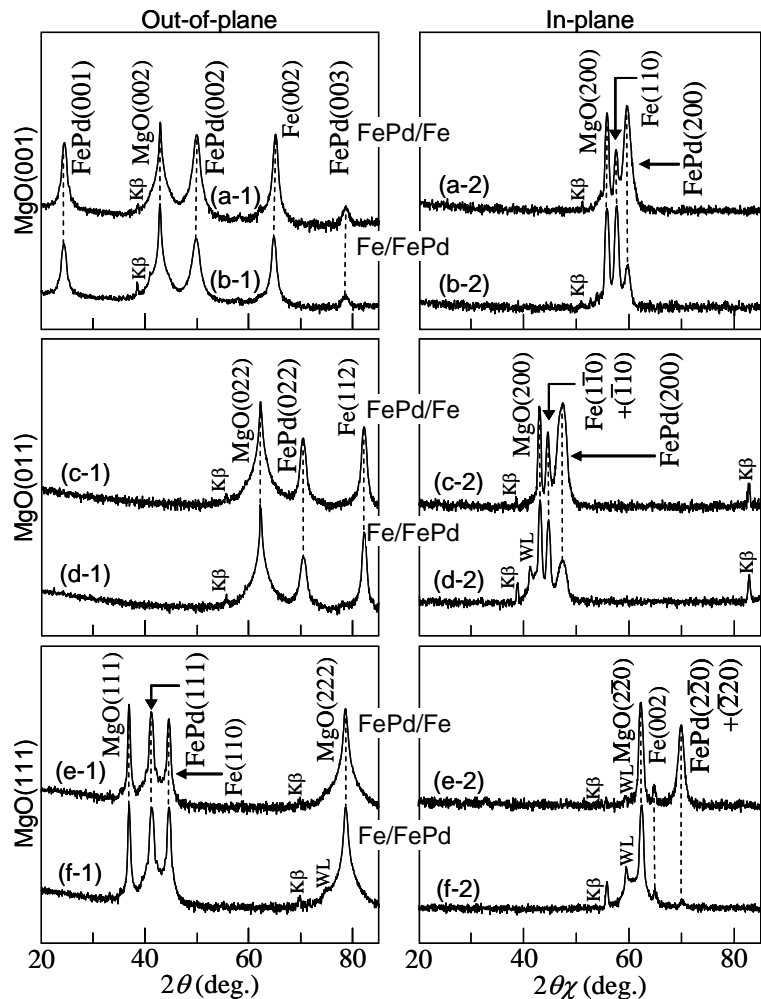 Out-of-plane
In-plane
MgO(001)
FePd(001)
Kβ
MgO(002)
FePd(002)
Fe(002)
FePd(003)
FePd/Fe
(a-1)
Fe/FePd
Kβ
(b-1)
MgO(200)
Fe(110)
FePd(200)
Kβ
(a-2)
Kβ
(b-2)
MgO(011)
MgO(022)
FePd(022)
Fe(112)
FePd/Fe
Kβ
(c-1)
Fe/FePd
Kβ
(d-1)
MgO(200)
Fe(11̅0)
+(1̅10)
FePd(200)
Kβ
Kβ
(c-2)
WL
Kβ
Kβ
(d-2)
MgO(111)
MgO(111)
FePd(111)
Fe(110)
MgO(222)
FePd/Fe
Kβ
(e-1)
Fe/FePd
Kβ
WL
(f-1)
MgO(22̅0)
Fe(002)
FePd(22̅0)
+(2̅20)
Kβ
WL
(e-2)
Kβ
WL
(f-2)
20 40 60 80
2θ (deg.)
20 40 60 80
2θχ (deg.)